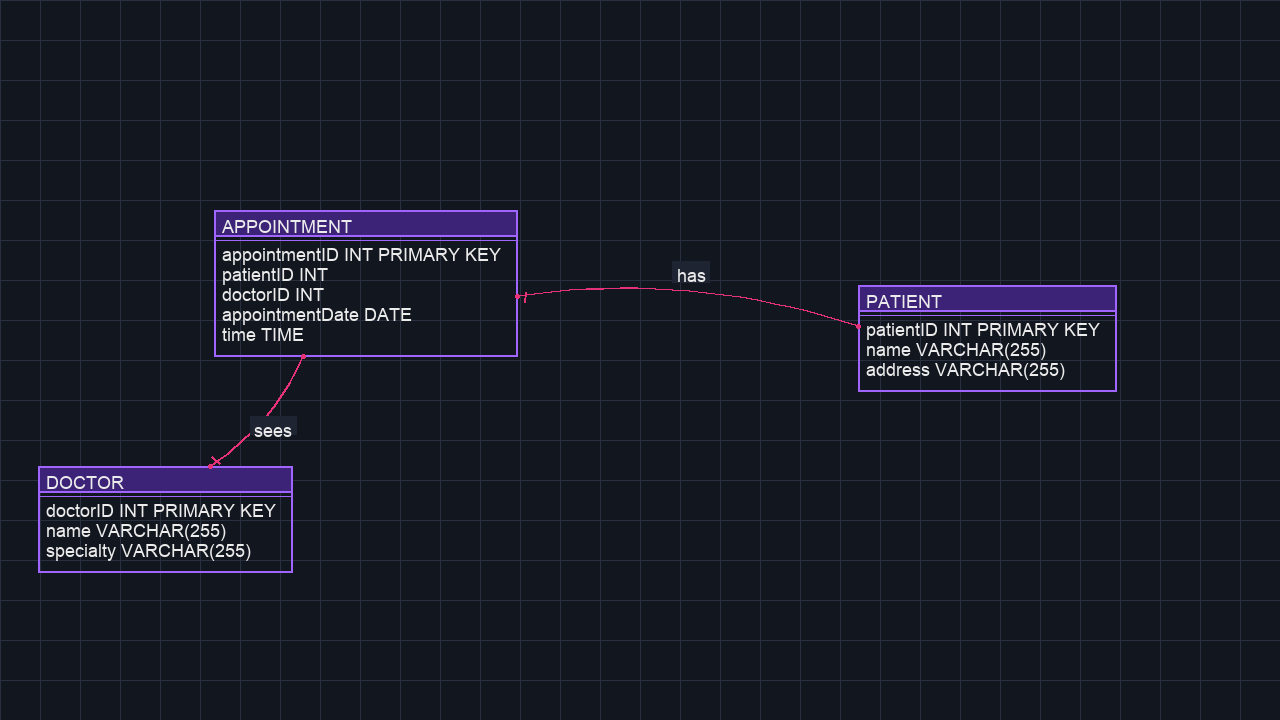 APPOINTMENT
appointmentID INT PRIMARY KEY
patientID INT
doctorID INT
appointmentDate DATE
time TIME
has
PATIENT
patientID INT PRIMARY KEY
name VARCHAR(255)
address VARCHAR(255)
sees
DOCTOR
doctorID INT PRIMARY KEY
name VARCHAR(255)
specialty VARCHAR(255)